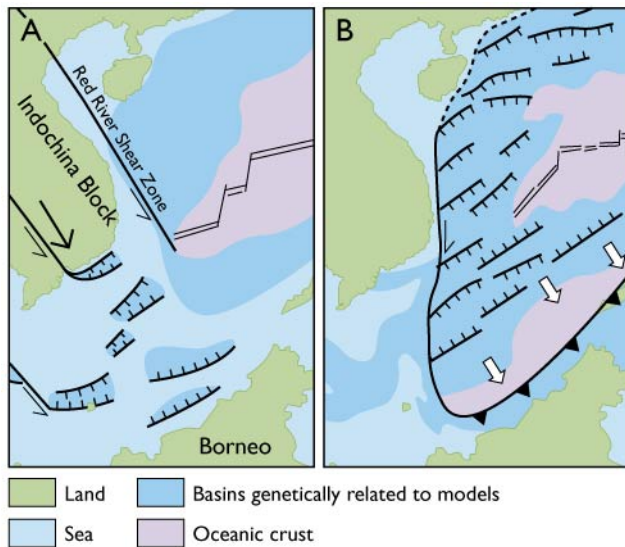 A
B
Red River Shear Zone
Indochina Block
Borneo
Land
Basins genetically related to models
Sea
Oceanic crust